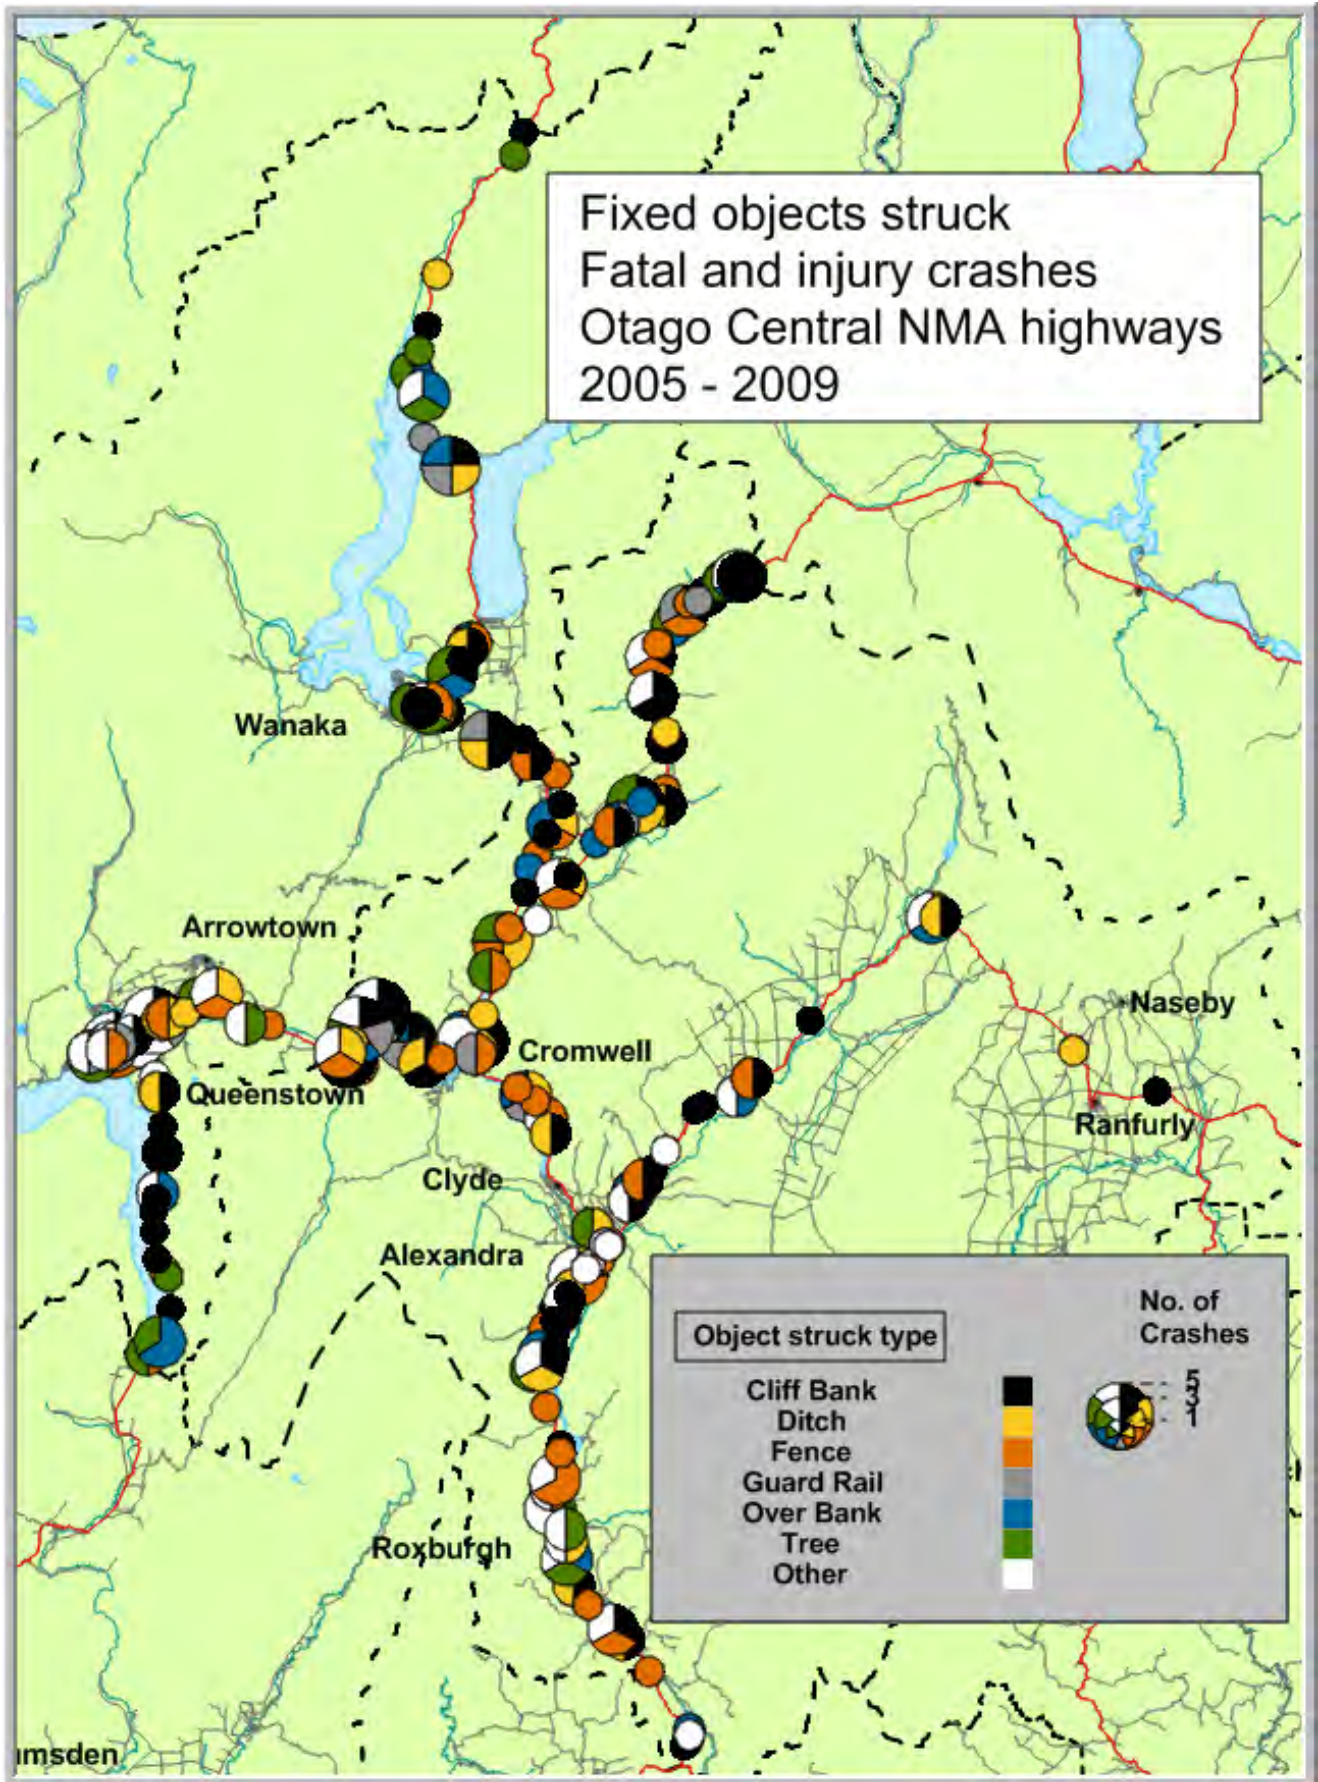 Fixed objects struck
Fatal and injury crashes
Otago Central NMA highways
2005 - 2009
Wanaka
Arrowtown
Naseby
Cromwell
Queenstown
Ranfurly
Clyde
Alexandra
No. of
Crashes
Object struck type
5
3
1
Cliff Bank
Ditch
Fence
Guard Rail
Over Bank
Tree
Other
Roxburgh
umsden